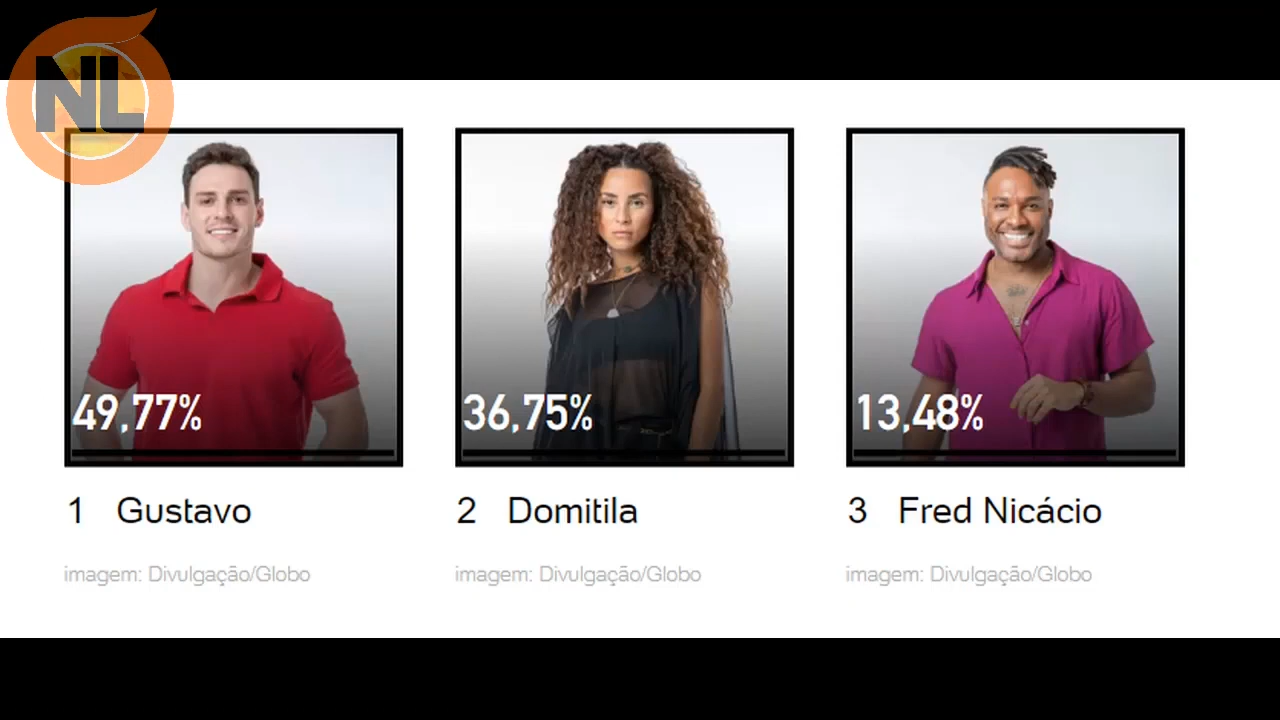 NL
49,77%
36,75%
13,48%
1 Gustavo
2 Domitila
3 Fred Nicácio
imagem: Divulgação/Globo
imagem: Divulgação/Globo
imagem: Divulgação/Globo